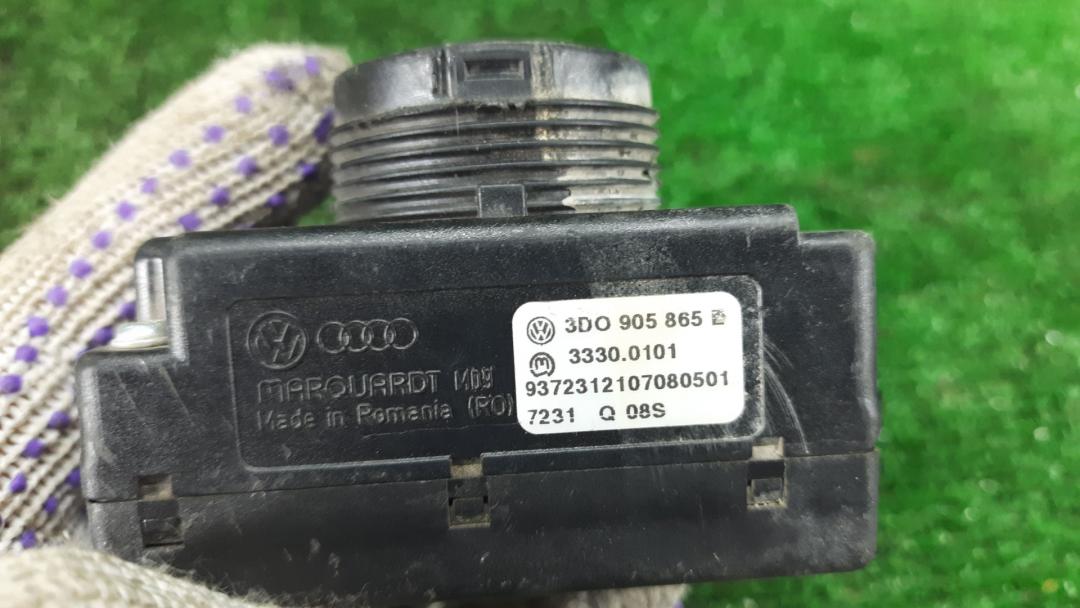 3D0 905 865
3330.0101
9372312107080501
7231 Q 08S
MARQUARDT
Made in Romania (RO)